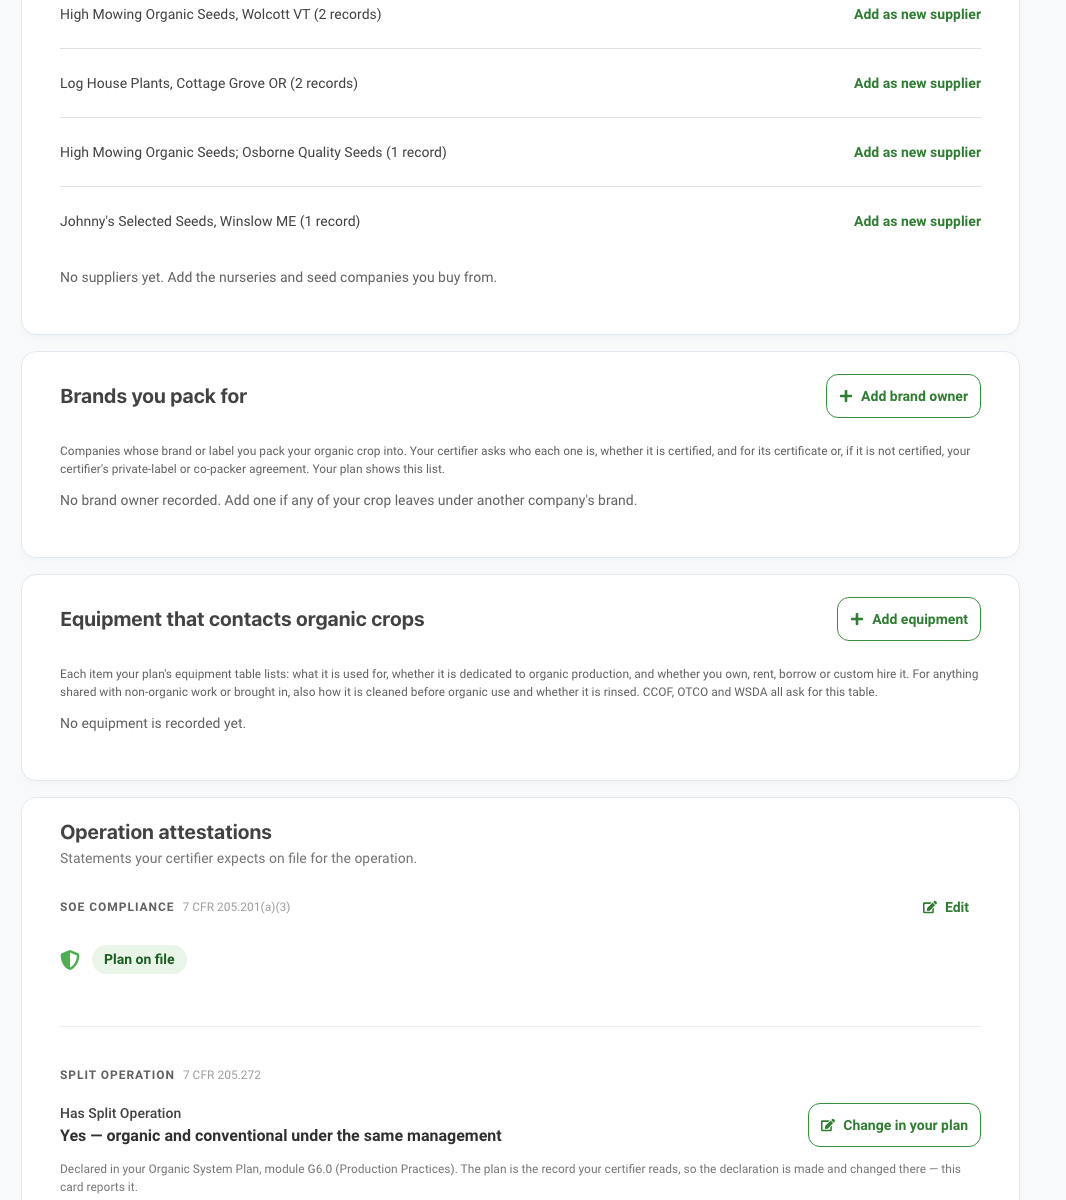 High Mowing Organic Seeds, Wolcott VT (2 records)
Add as new supplier
Log House Plants, Cottage Grove OR (2 records)
Add as new supplier
High Mowing Organic Seeds; Osborne Quality Seeds (1 record)
Add as new supplier
Johnny's Selected Seeds, Winslow ME (1 record)
Add as new supplier
No suppliers yet. Add the nurseries and seed companies you buy from.
Brands you pack for
Add brand owner
Companies whose brand or label you pack your organic crop into. Your certifier asks who each one is, whether it is certified, and for its certificate or, if it is not certified, your
certifier's private-label or co-packer agreement. Your plan shows this list.
No brand owner recorded. Add one if any of your crop leaves under another company's brand.
Equipment that contacts organic crops
Add equipment
Each item your plan's equipment table lists: what it is used for, whether it is dedicated to organic production, and whether you own, rent, borrow or custom hire it. For anything
shared with non-organic work or brought in, also how it is cleaned before organic use and whether it is rinsed. CCOF, OTCO and WSDA all ask for this table.
No equipment is recorded yet.
Operation attestations
Statements your certifier expects on file for the operation.
SOE COMPLIANCE 7 CFR 205.201(a)(3)
Edit
Plan on file
SPLIT OPERATION 7 CFR 205.272
Has Split Operation
Yes — organic and conventional under the same management
Change in your plan
Declared in your Organic System Plan, module G6.0 (Production Practices). The plan is the record your certifier reads, so the declaration is made and changed there — this
card reports it.